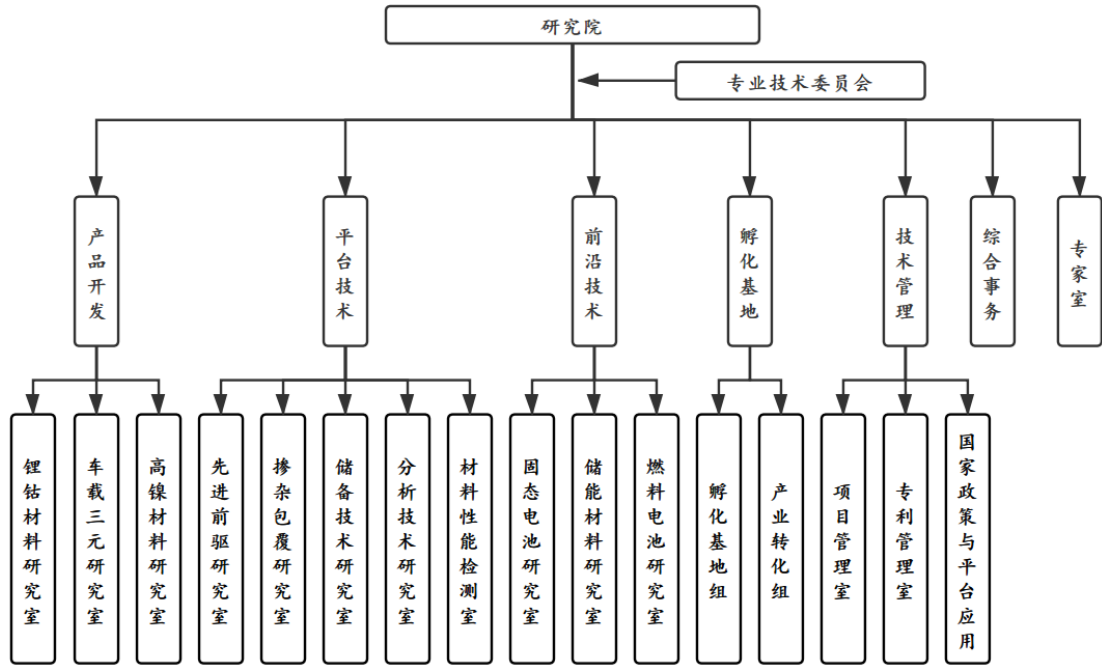 研究院
专业技术委员会
产品开发
平台技术
前沿技术
孵化基地
技术管理
综合事务
专家室
锂钴材料研究室
车载三元研究室
高镍材料研究室
先进前驱研究室
掺杂包覆研究室
储备技术研究室
分析技术研究室
材料性能检测室
固态电池研究室
储能材料研究室
燃料电池研究室
孵化基地组
产业转化组
项目管理室
专利管理室
国家政策与平台应用